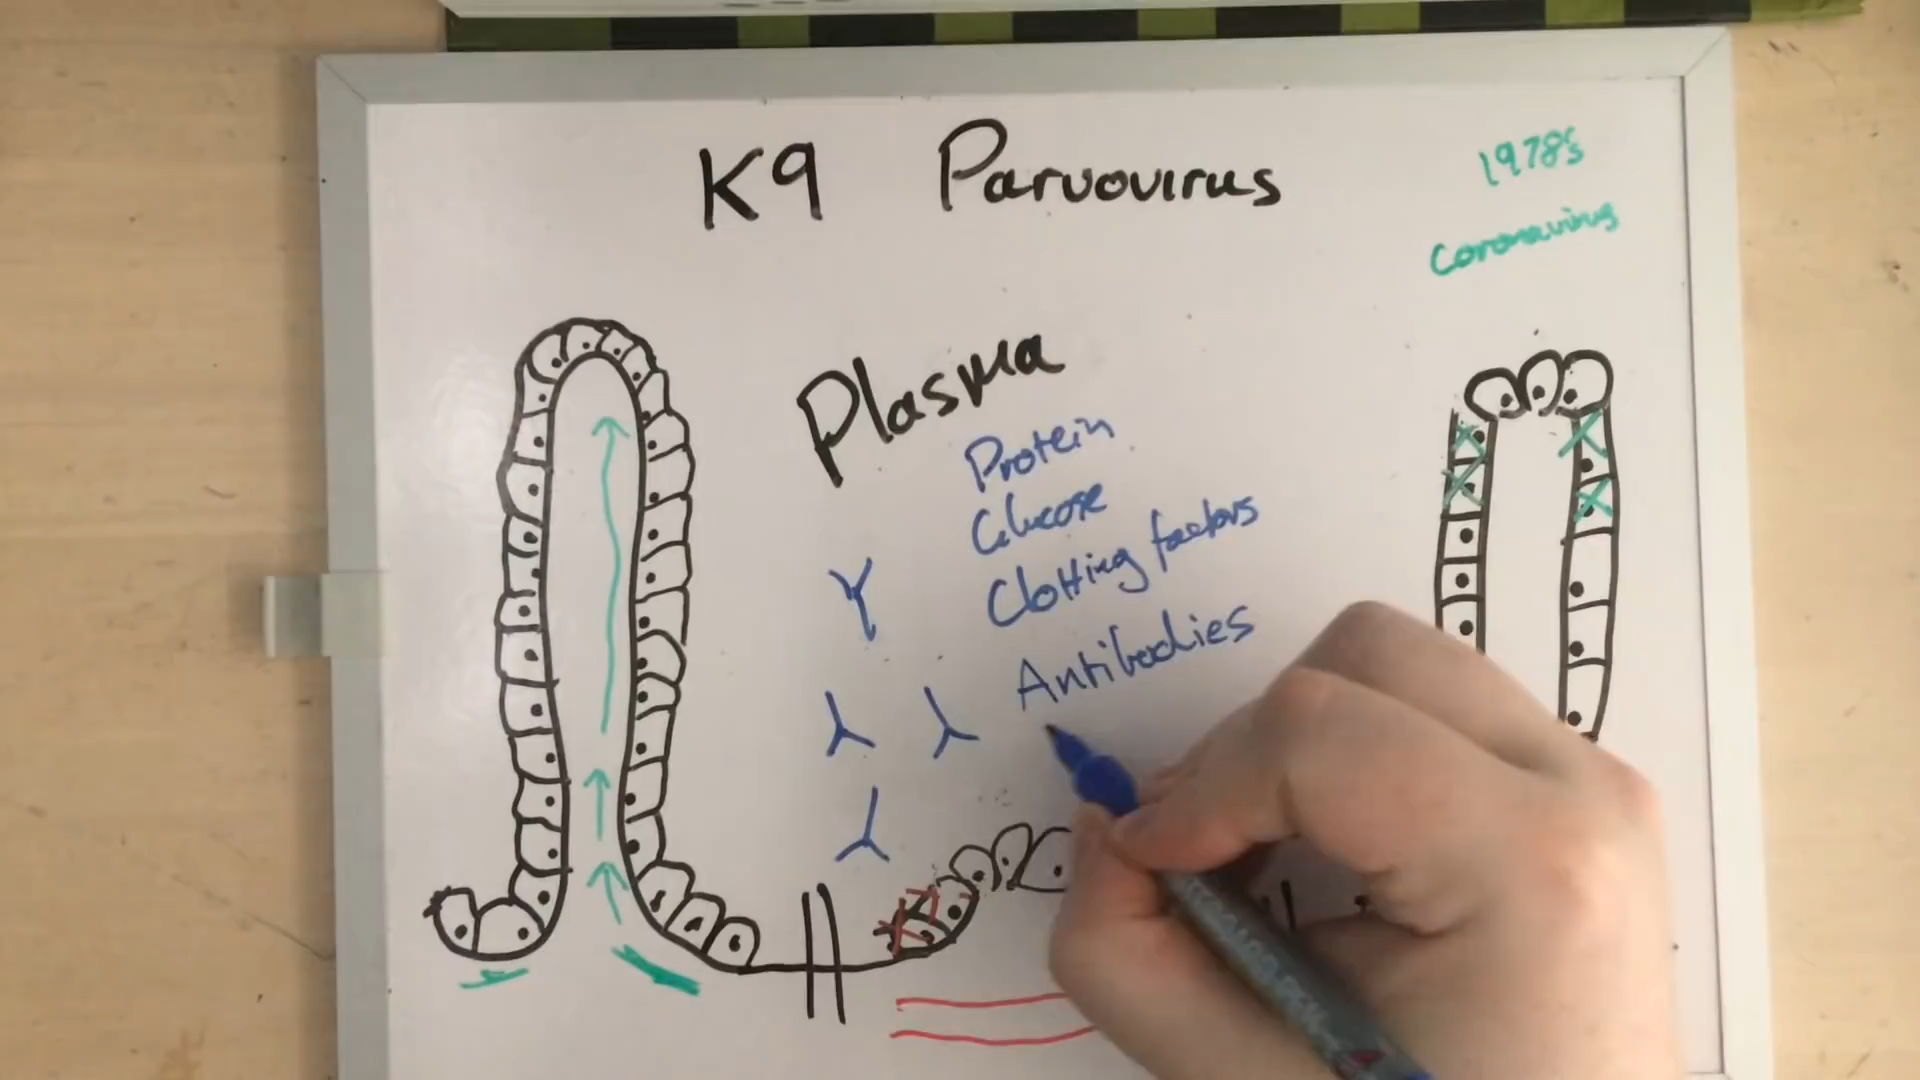 K9 Parvovirus
1978s
Coronavirus
Plasma
Protein
Glucose
Clotting factors
Antibodies